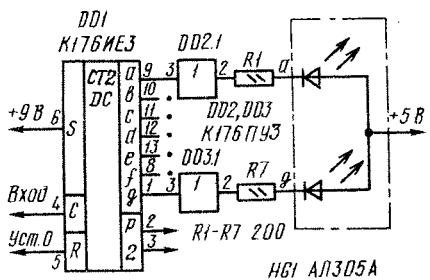 DD1
К176ИЕ3
DD2.1
R1
CT2
DC
a 9 3 1 2 a
b 10
c 11
d 12
e 13
f 8
g 1 3 1 2 g
DD2, DD3
К176ПУ3
+9В 6 S
+5В
DD3.1
R7
Вход 4 C
Уст.0 5 R
P 2
2 3
R1-R7 200
HG1 АЛ305А